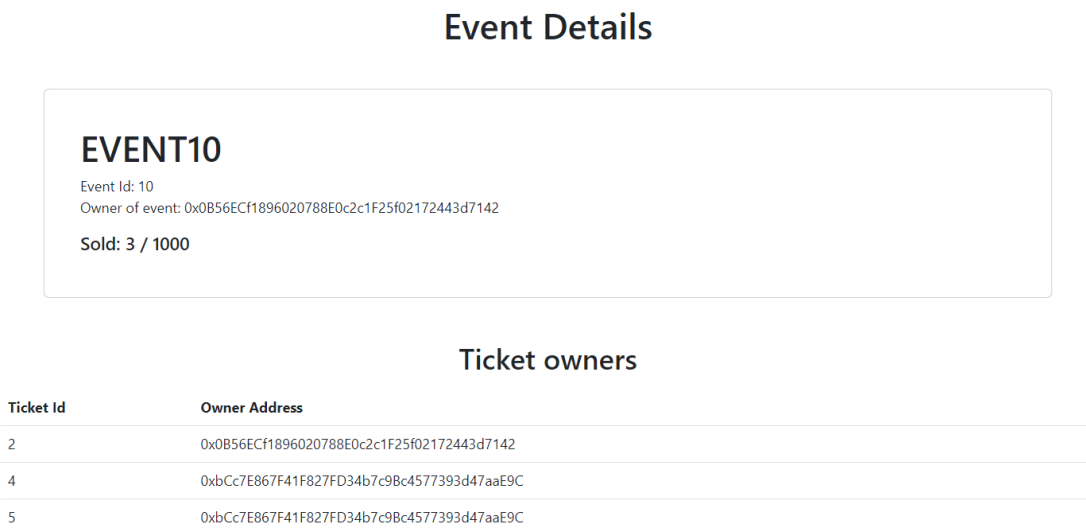 Event Details
EVENT10
Event Id: 10
Owner of event: 0x0B56ECf1896020788E0c2c1F25f02172443d7142
Sold: 3 / 1000
Ticket owners
Ticket Id Owner Address
2 0x0B56ECf1896020788E0c2c1F25f02172443d7142
4 0xbCc7E867F41F827FD34b7c9Bc4577393d47aaE9C
5 0xbCc7E867F41F827FD34b7c9Bc4577393d47aaE9C